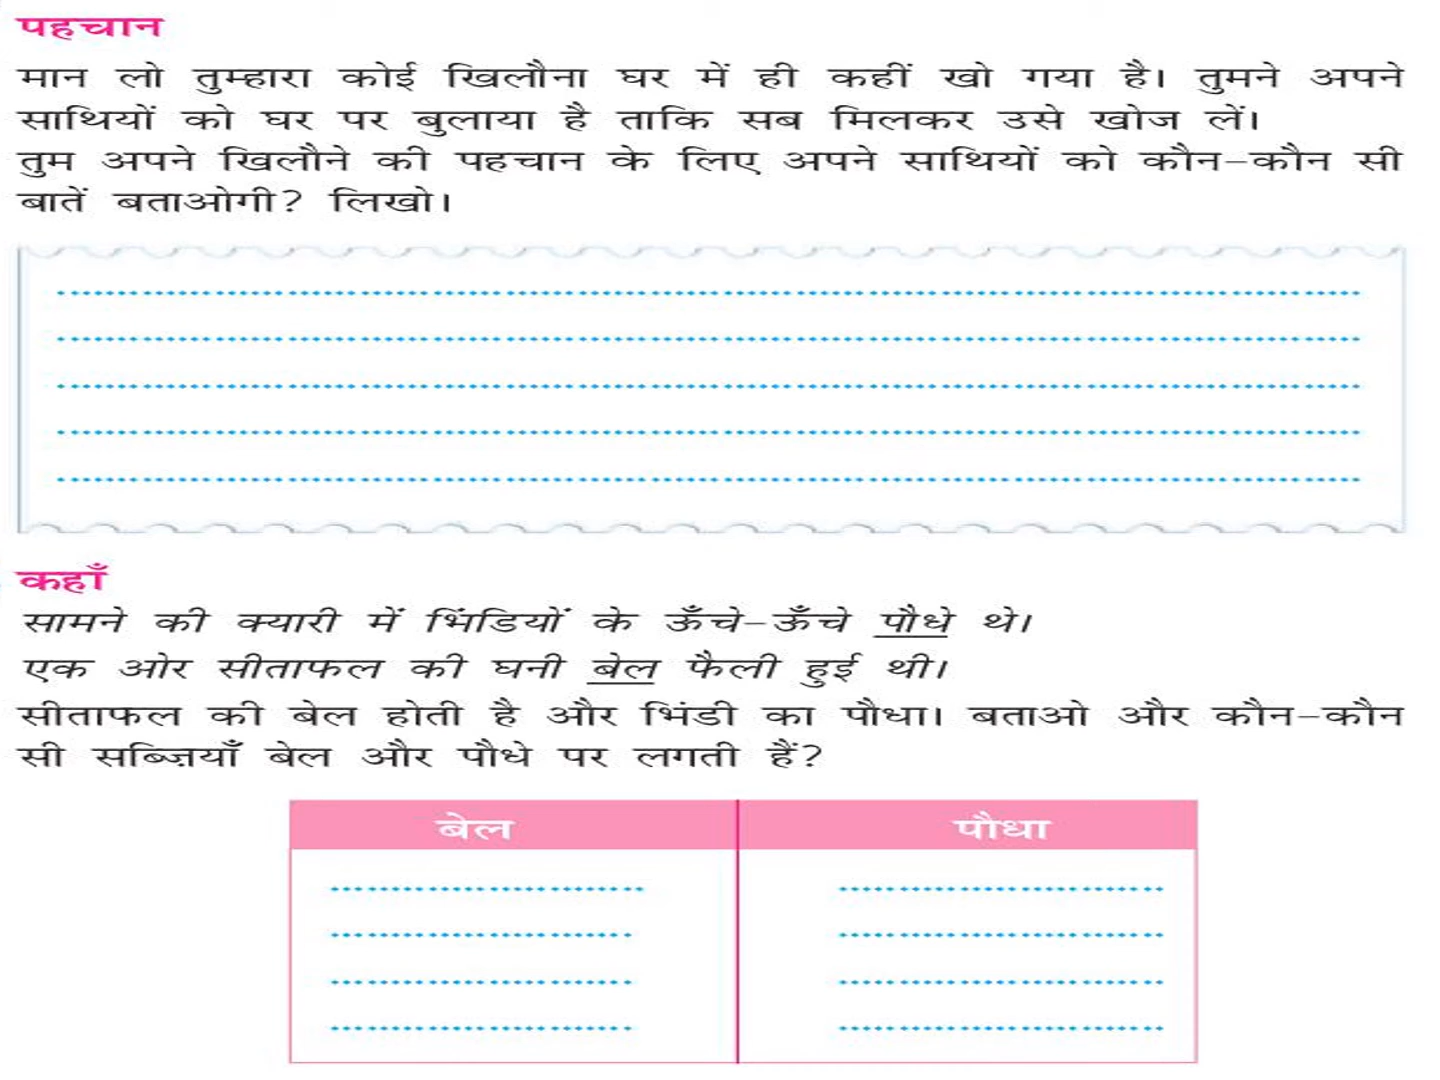 पहचान
मान लो तुम्हारा कोई खिलौना घर में ही कहीं खो गया है। तुमने अपने
साथियों को घर पर बुलाया है ताकि सब मिलकर उसे खोज लें।
तुम अपने खिलौने की पहचान के लिए अपने साथियों को कौन-कौन सी
बातें बताओगी? लिखो।
कहाँ
सामने की क्यारी में भिंडियों के ऊँचे-ऊँचे पौधे थे।
एक ओर सीताफल की घनी बेल फैली हुई थी।
सीताफल की बेल होती है और भिंडी का पौधा। बताओ और कौन-कौन
सी सब्ज़ियाँ बेल और पौधे पर लगती हैं?
बेल पौधा